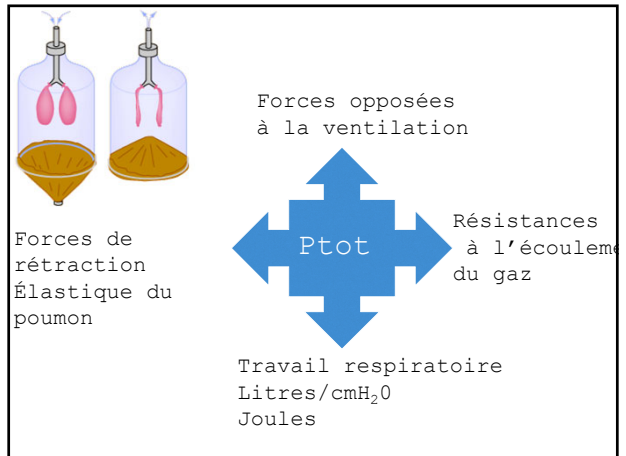 Forces opposées
à la ventilation
Ptot
Résistances
à l’écouleme
du gaz
Forces de
rétraction
Élastique du
poumon
Travail respiratoire
Litres/cmH₂0
Joules